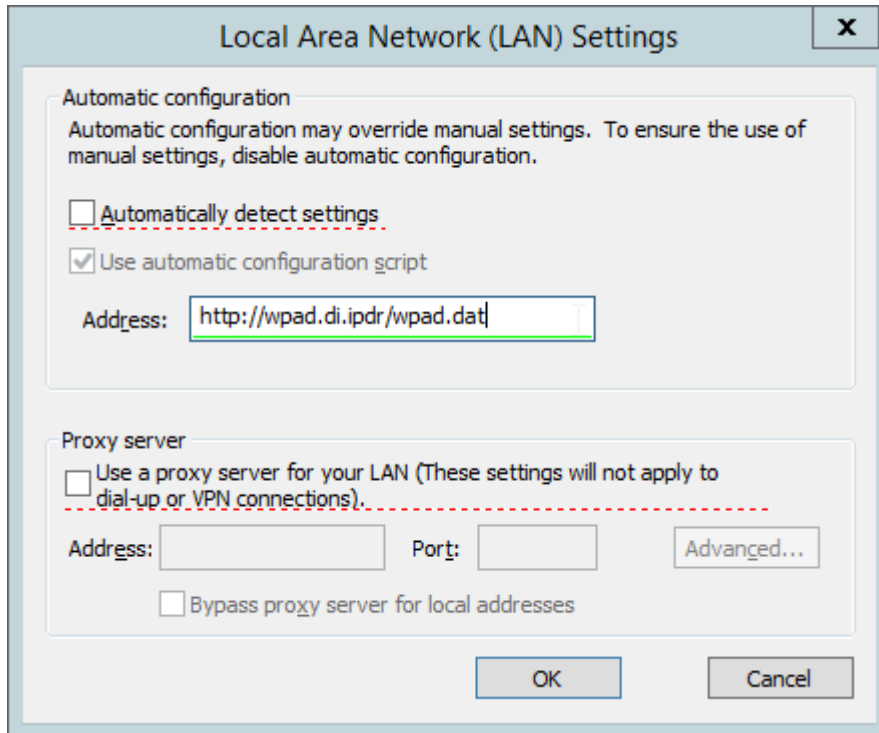 Local Area Network (LAN) Settings
x
Automatic configuration
Automatic configuration may override manual settings. To ensure the use of
manual settings, disable automatic configuration.
Automatically detect settings
Use automatic configuration script
Address:
http://wpad.di.ipdr/wpad.dat
Proxy server
Use a proxy server for your LAN (These settings will not apply to
dial-up or VPN connections).
Address:
Port:
Advanced...
Bypass proxy server for local addresses
OK
Cancel